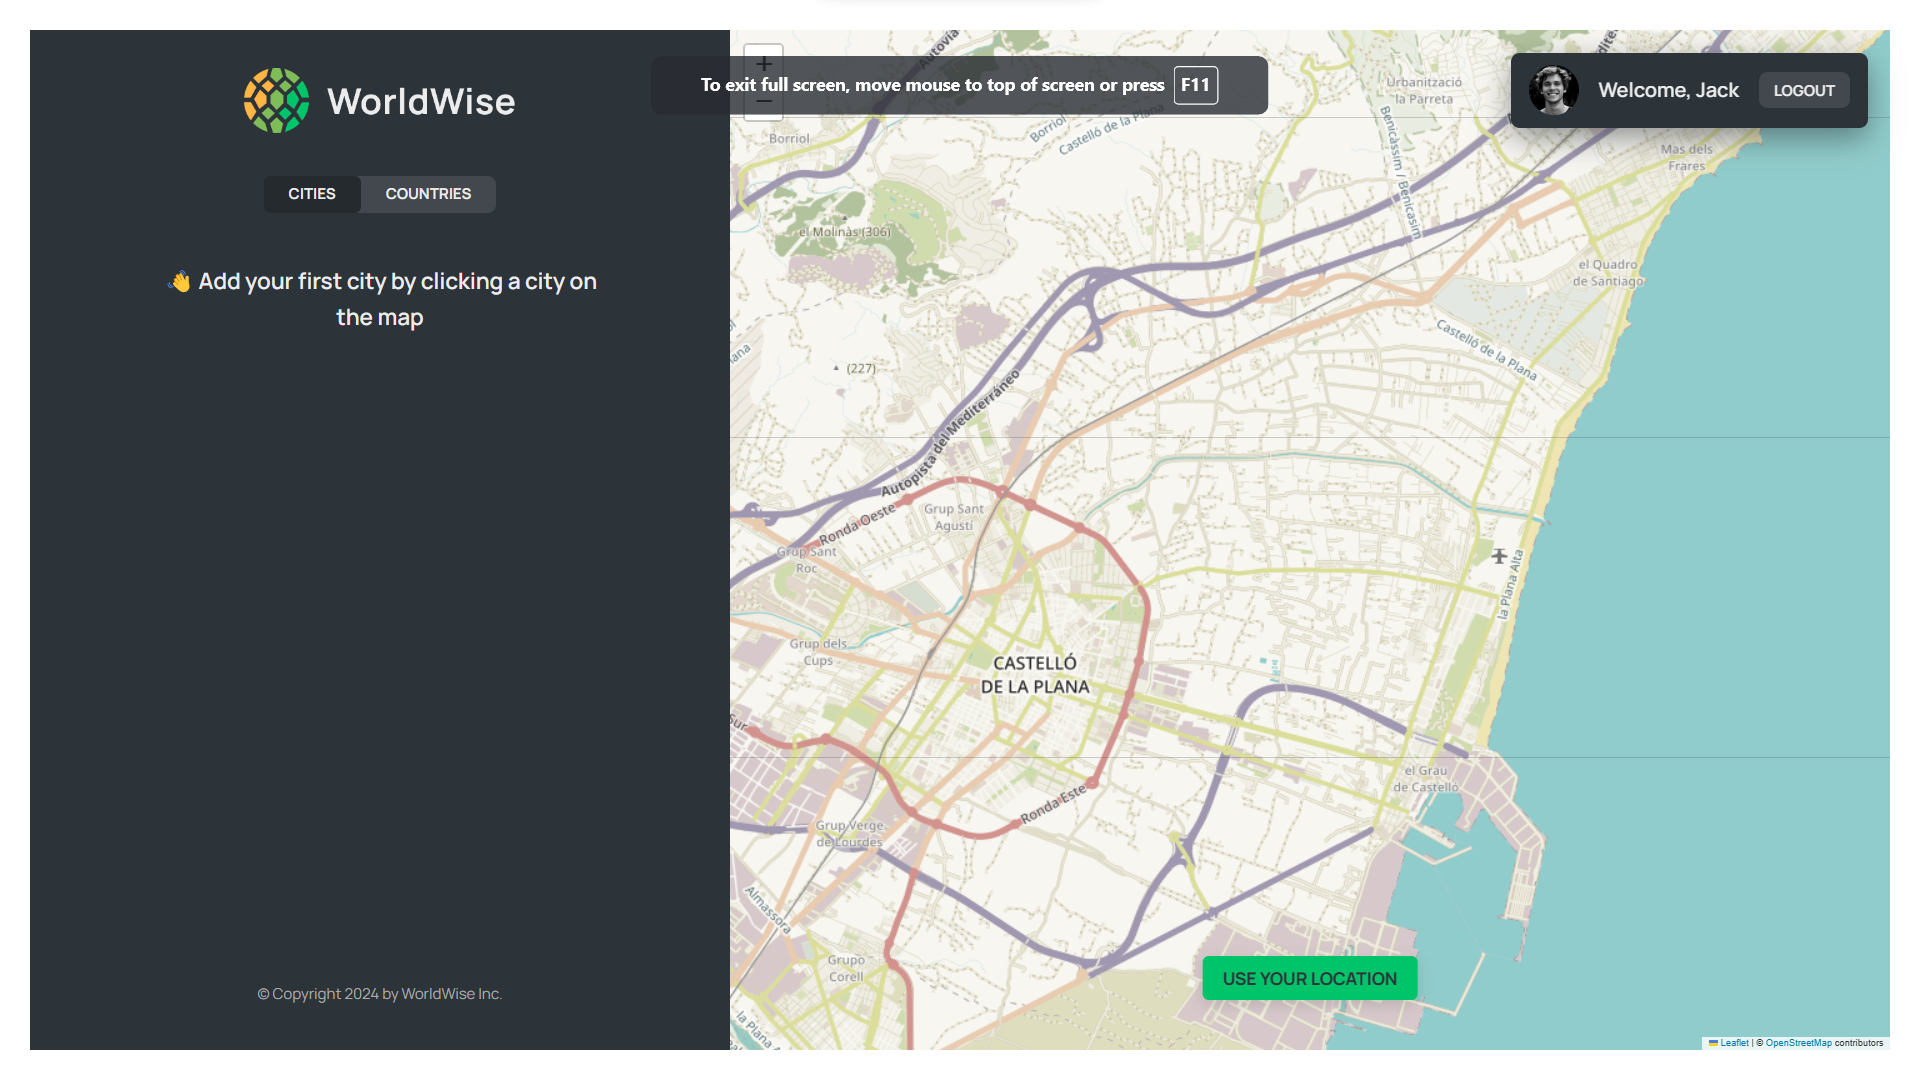 WorldWise
CITIES
COUNTRIES
👋 Add your first city by clicking a city on
the map
© Copyright 2024 by WorldWise Inc.
+
−
To exit full screen, move mouse to top of screen or press F11
Welcome, Jack
LOGOUT
Autovía
Urbanització
la Parreta
Borriol
Borriol
Castelló de la Plana
Benicàssim / Benicasim
Mas dels
Frares
el Molinàs (306)
el Quadro
de Santiago
Castelló de la Plana
(227)
Autopista del Mediterráneo
Ronda Oeste
Grup Sant
Agustí
Grup Sant
Roc
la Plana Alta
Grup dels
Cups
CASTELLÓ
DE LA PLANA
Sur
el Grau
de Castelló
Ronda Este
Grup Verge
de Lourdes
Almassora
Grupo
Corell
la Plana A
USE YOUR LOCATION
Leaflet | © OpenStreetMap contributors